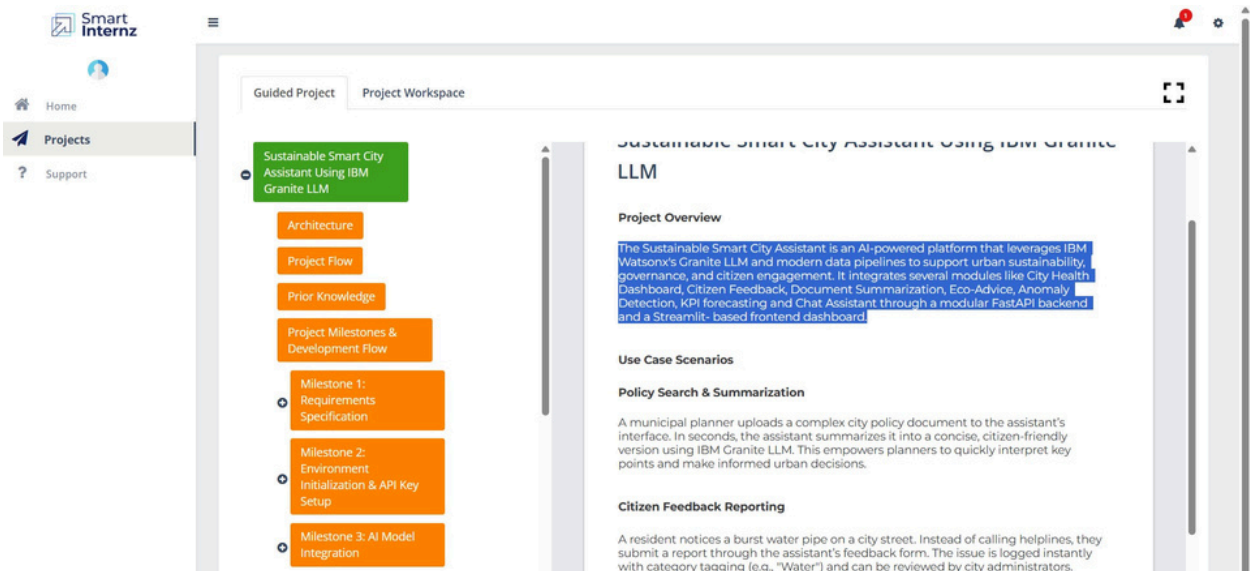 Smart
Internz
1
Home
Projects
Support
Guided Project
Project Workspace
Sustainable Smart City
Assistant Using IBM
Granite LLM
Architecture
Project Flow
Prior Knowledge
Project Milestones &
Development Flow
Milestone 1:
Requirements
Specification
Milestone 2:
Environment
Initialization & API Key
Setup
Milestone 3: AI Model
Integration
Sustainable Smart City Assistant Using IBM Granite
LLM
Project Overview
The Sustainable Smart City Assistant is an AI-powered platform that leverages IBM
Watsonx's Granite LLM and modern data pipelines to support urban sustainability,
governance, and citizen engagement. It integrates several modules like City Health
Dashboard, Citizen Feedback, Document Summarization, Eco-Advice, Anomaly
Detection, KPI forecasting and Chat Assistant through a modular FastAPI backend
and a Streamlit- based frontend dashboard.
Use Case Scenarios
Policy Search & Summarization
A municipal planner uploads a complex city policy document to the assistant's
interface. In seconds, the assistant summarizes it into a concise, citizen-friendly
version using IBM Granite LLM. This empowers planners to quickly interpret key
points and make informed urban decisions.
Citizen Feedback Reporting
A resident notices a burst water pipe on a city street. Instead of calling helplines, they
submit a report through the assistant's feedback form. The issue is logged instantly
with category tagging (e.g., "Water") and can be reviewed by city administrators.